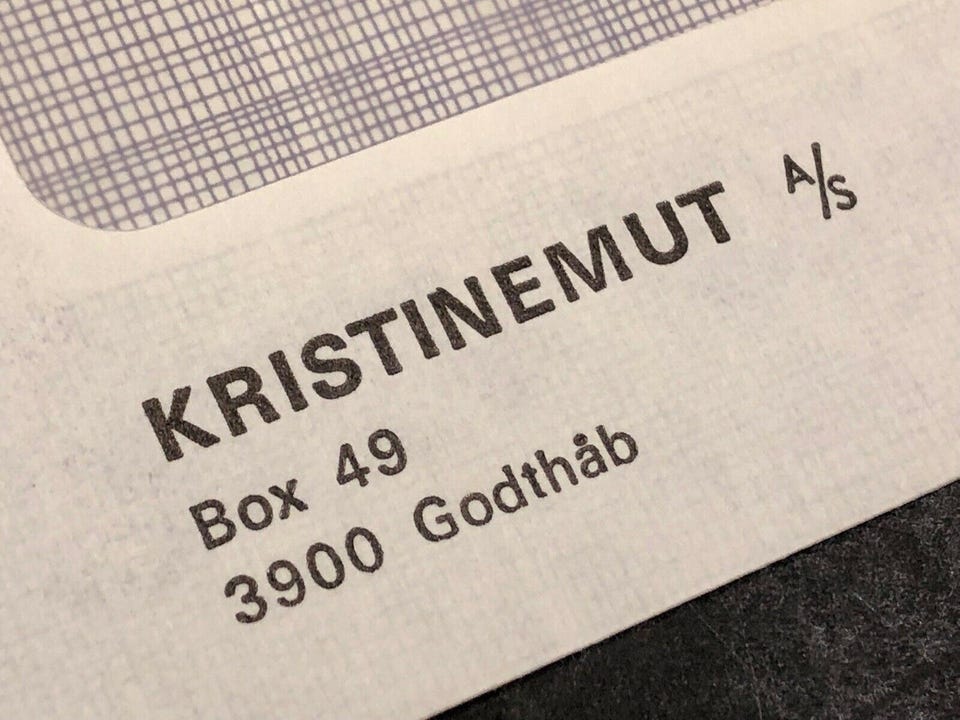 KRISTINEMUT A/S
Box 49
3900 Godthåb